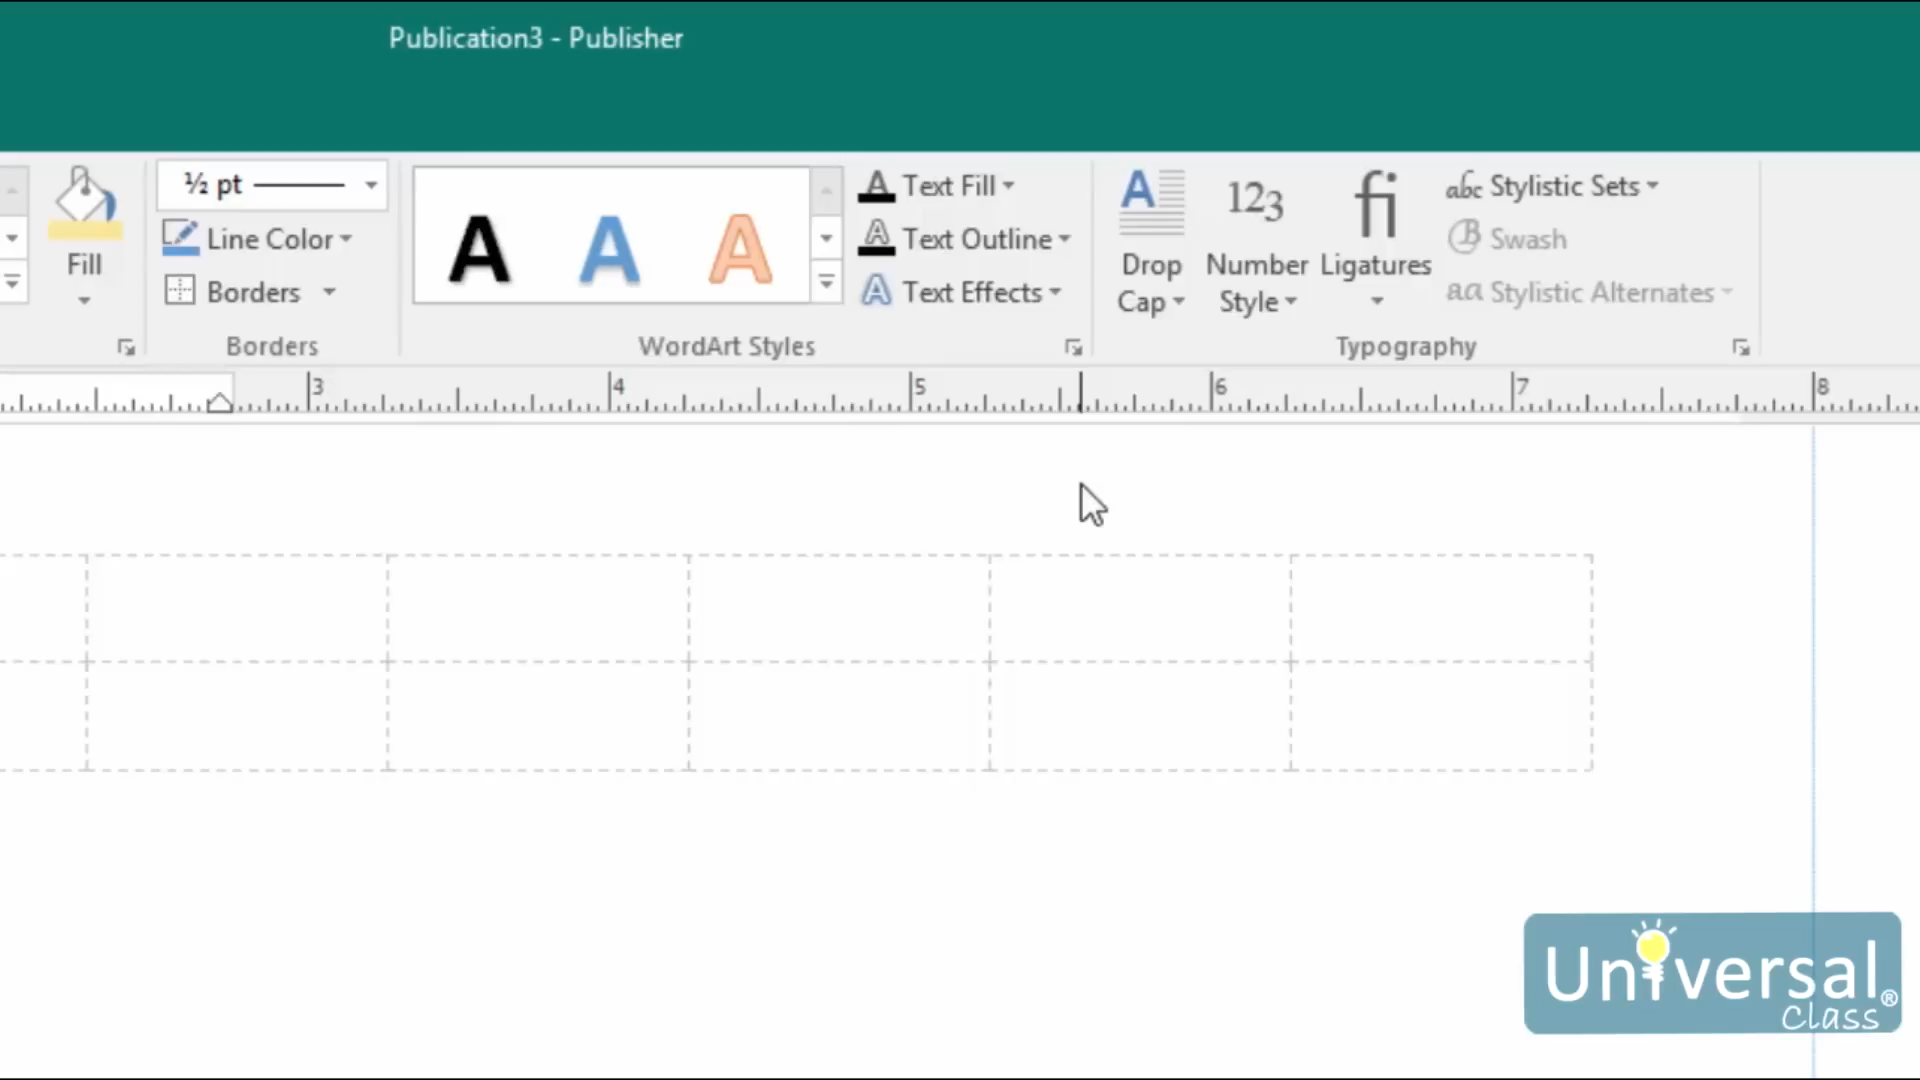 Publication3 - Publisher
½ pt
Line Color
Borders
Fill
Borders
A A A
Text Fill
Text Outline
Text Effects
WordArt Styles
Drop Cap
Number Style
Ligatures
Stylistic Sets
Swash
Stylistic Alternates
Typography
3 4 5 6 7 8
Universal®
Class